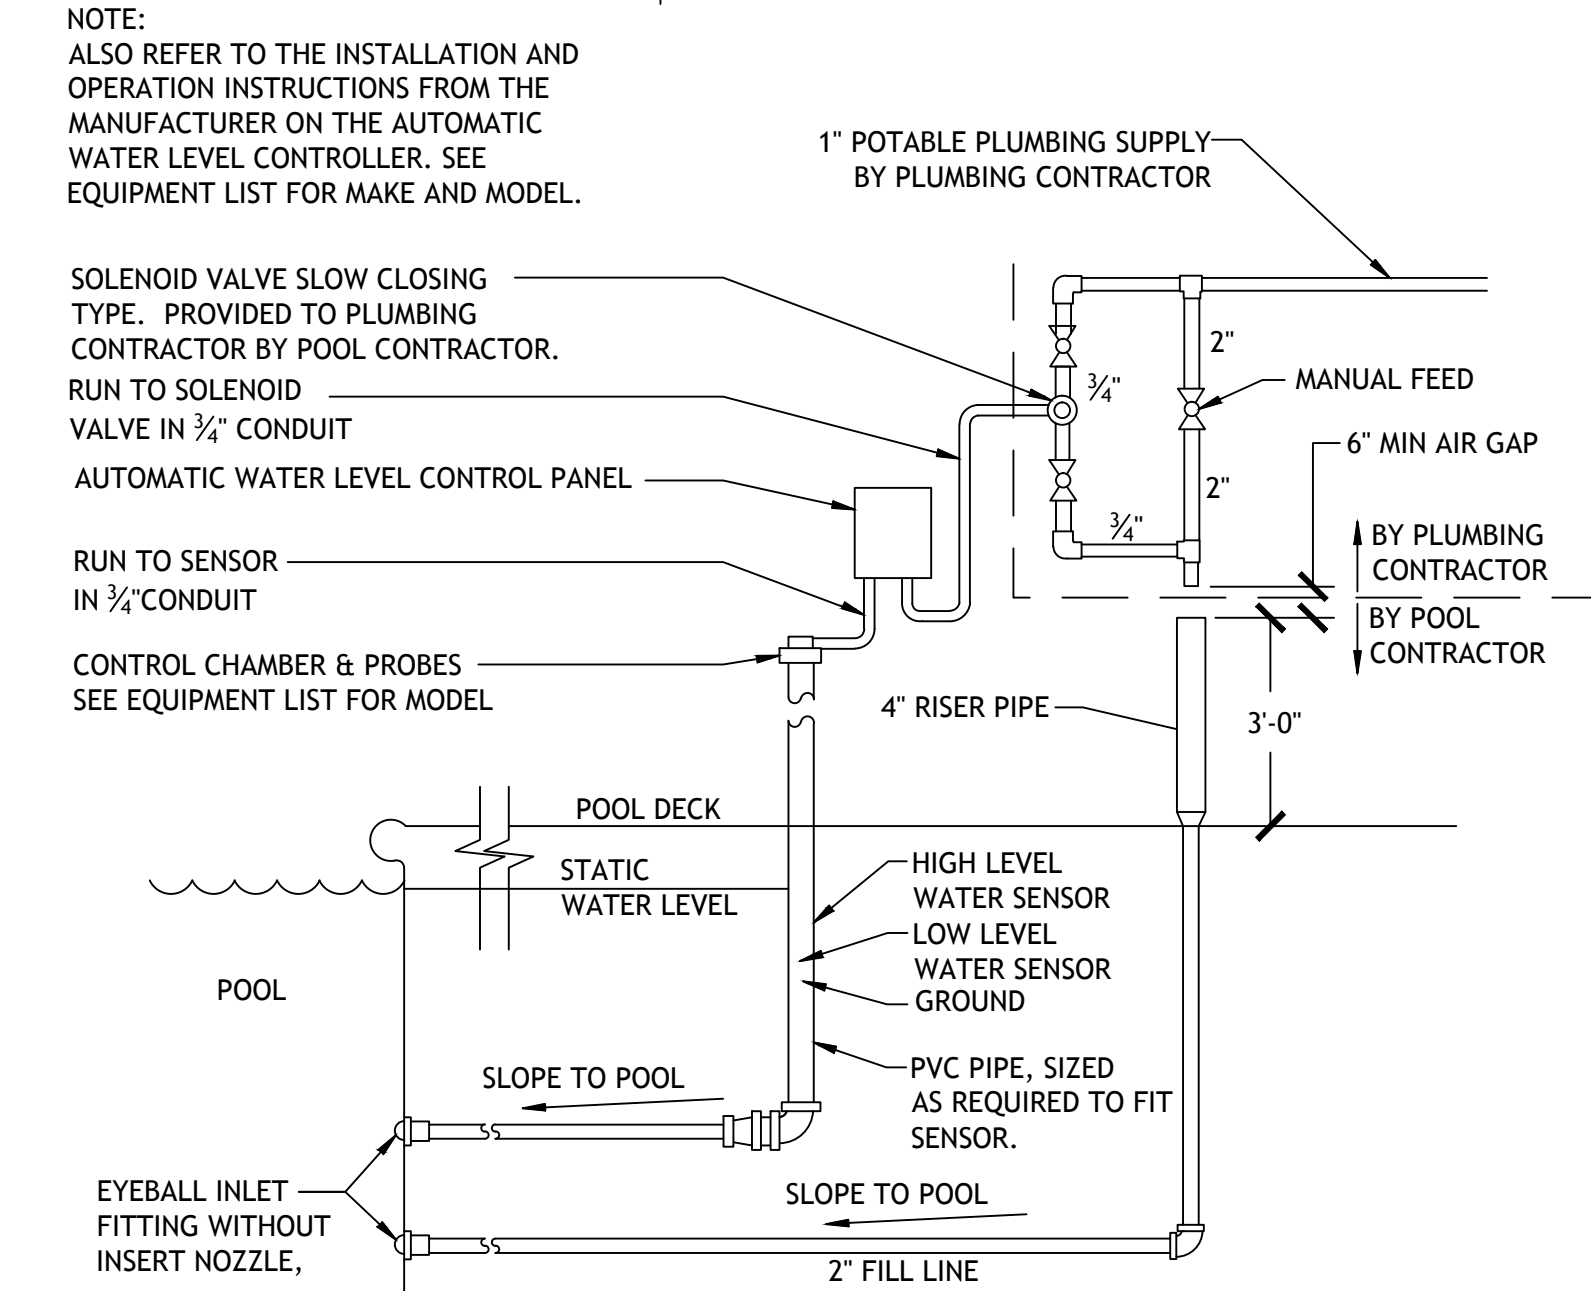 NOTE:
ALSO REFER TO THE INSTALLATION AND
OPERATION INSTRUCTIONS FROM THE
MANUFACTURER ON THE AUTOMATIC
WATER LEVEL CONTROLLER. SEE
EQUIPMENT LIST FOR MAKE AND MODEL.
1" POTABLE PLUMBING SUPPLY
BY PLUMBING CONTRACTOR
SOLENOID VALVE SLOW CLOSING
TYPE. PROVIDED TO PLUMBING
CONTRACTOR BY POOL CONTRACTOR.
RUN TO SOLENOID
VALVE IN 3/4" CONDUIT
AUTOMATIC WATER LEVEL CONTROL PANEL
RUN TO SENSOR
IN 3/4"CONDUIT
CONTROL CHAMBER & PROBES
SEE EQUIPMENT LIST FOR MODEL
2"
3/4"
MANUAL FEED
6" MIN AIR GAP
2"
3/4"
BY PLUMBING
CONTRACTOR
BY POOL
CONTRACTOR
4" RISER PIPE
3'-0"
POOL DECK
STATIC
WATER LEVEL
HIGH LEVEL
WATER SENSOR
LOW LEVEL
WATER SENSOR
GROUND
POOL
PVC PIPE, SIZED
AS REQUIRED TO FIT
SENSOR.
SLOPE TO POOL
EYEBALL INLET
FITTING WITHOUT
INSERT NOZZLE,
SLOPE TO POOL
2" FILL LINE